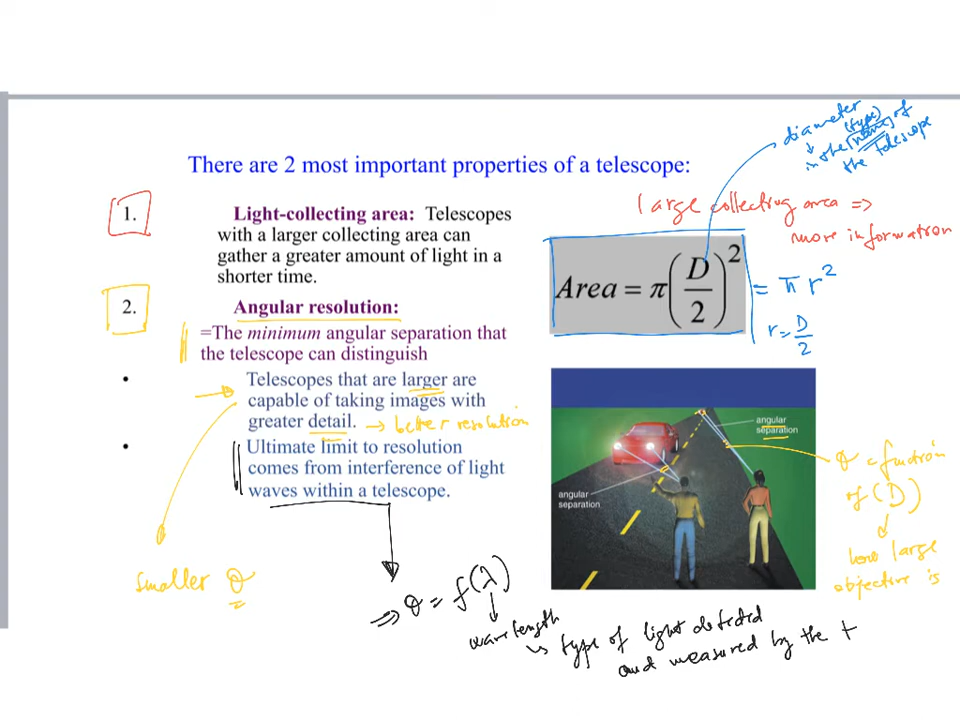 diameter
(type)
in the (name) of
the telescope
There are 2 most important properties of a telescope:
1.
Light-collecting area: Telescopes
with a larger collecting area can
gather a greater amount of light in a
shorter time.
large collecting area =>
more information
Area = π(D/2)² = π r²
r = D/2
2.
Angular resolution:
=The minimum angular separation that
the telescope can distinguish
• Telescopes that are larger are
capable of taking images with
greater detail. → better resolution
• Ultimate limit to resolution
comes from interference of light
waves within a telescope.
angular
separation
angular
separation
θ = function
of (D)
how large
objective is
smaller θ
=> θ = f(λ)
wavelength
↳ type of light detected
and measured by the t